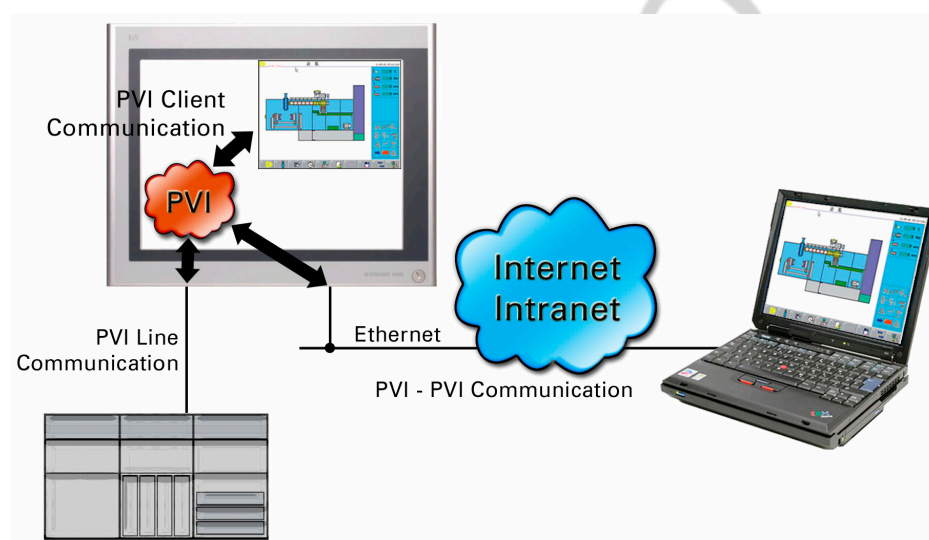 PVI Client
Communication
PVI
Internet
Intranet
PVI Line
Communication
Ethernet
PVI - PVI Communication